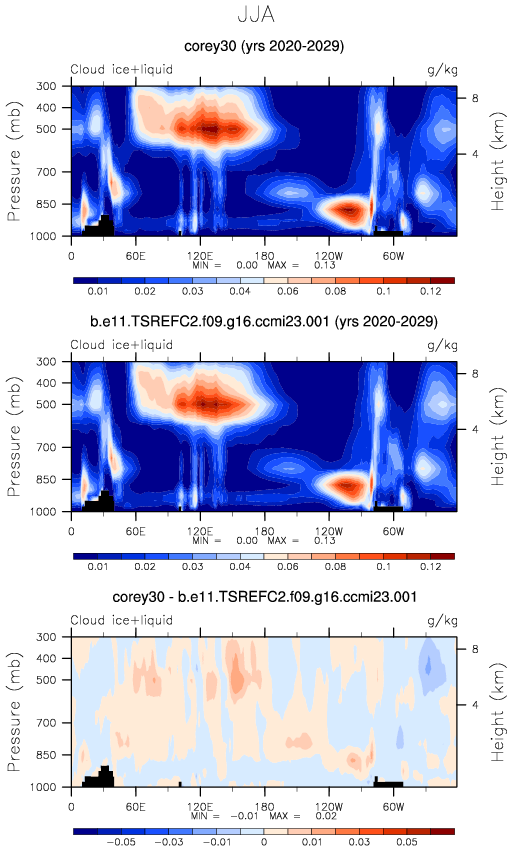 JJA
corey30 (yrs 2020-2029)
Cloud ice+liquid g/kg
300
400
500
700
850
1000
Pressure (mb)
8
4
Height (km)
0 60E 120E 180 120W 60W
MIN = 0.00 MAX = 0.13
0.01 0.02 0.03 0.04 0.06 0.08 0.1 0.12
b.e11.TSREFC2.f09.g16.ccmi23.001 (yrs 2020-2029)
Cloud ice+liquid g/kg
300
400
500
700
850
1000
Pressure (mb)
8
4
Height (km)
0 60E 120E 180 120W 60W
MIN = 0.00 MAX = 0.13
0.01 0.02 0.03 0.04 0.06 0.08 0.1 0.12
corey30 - b.e11.TSREFC2.f09.g16.ccmi23.001
Cloud ice+liquid g/kg
300
400
500
700
850
1000
Pressure (mb)
8
4
Height (km)
0 60E 120E 180 120W 60W
MIN = -0.01 MAX = 0.02
-0.05 -0.03 -0.01 0 0.01 0.03 0.05